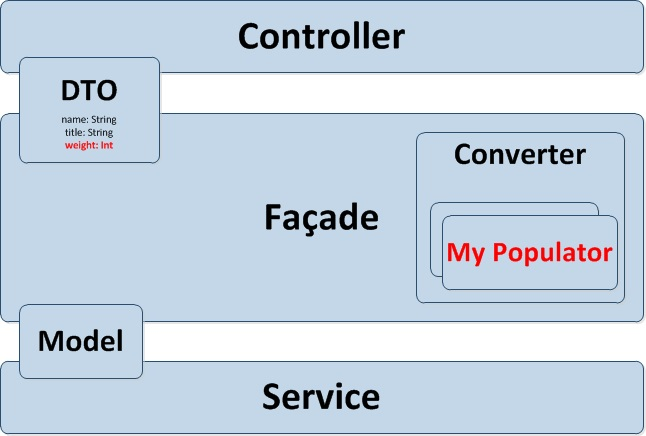 Controller
DTO
name: String
title: String
weight: Int
Converter
Façade
My Populator
Model
Service